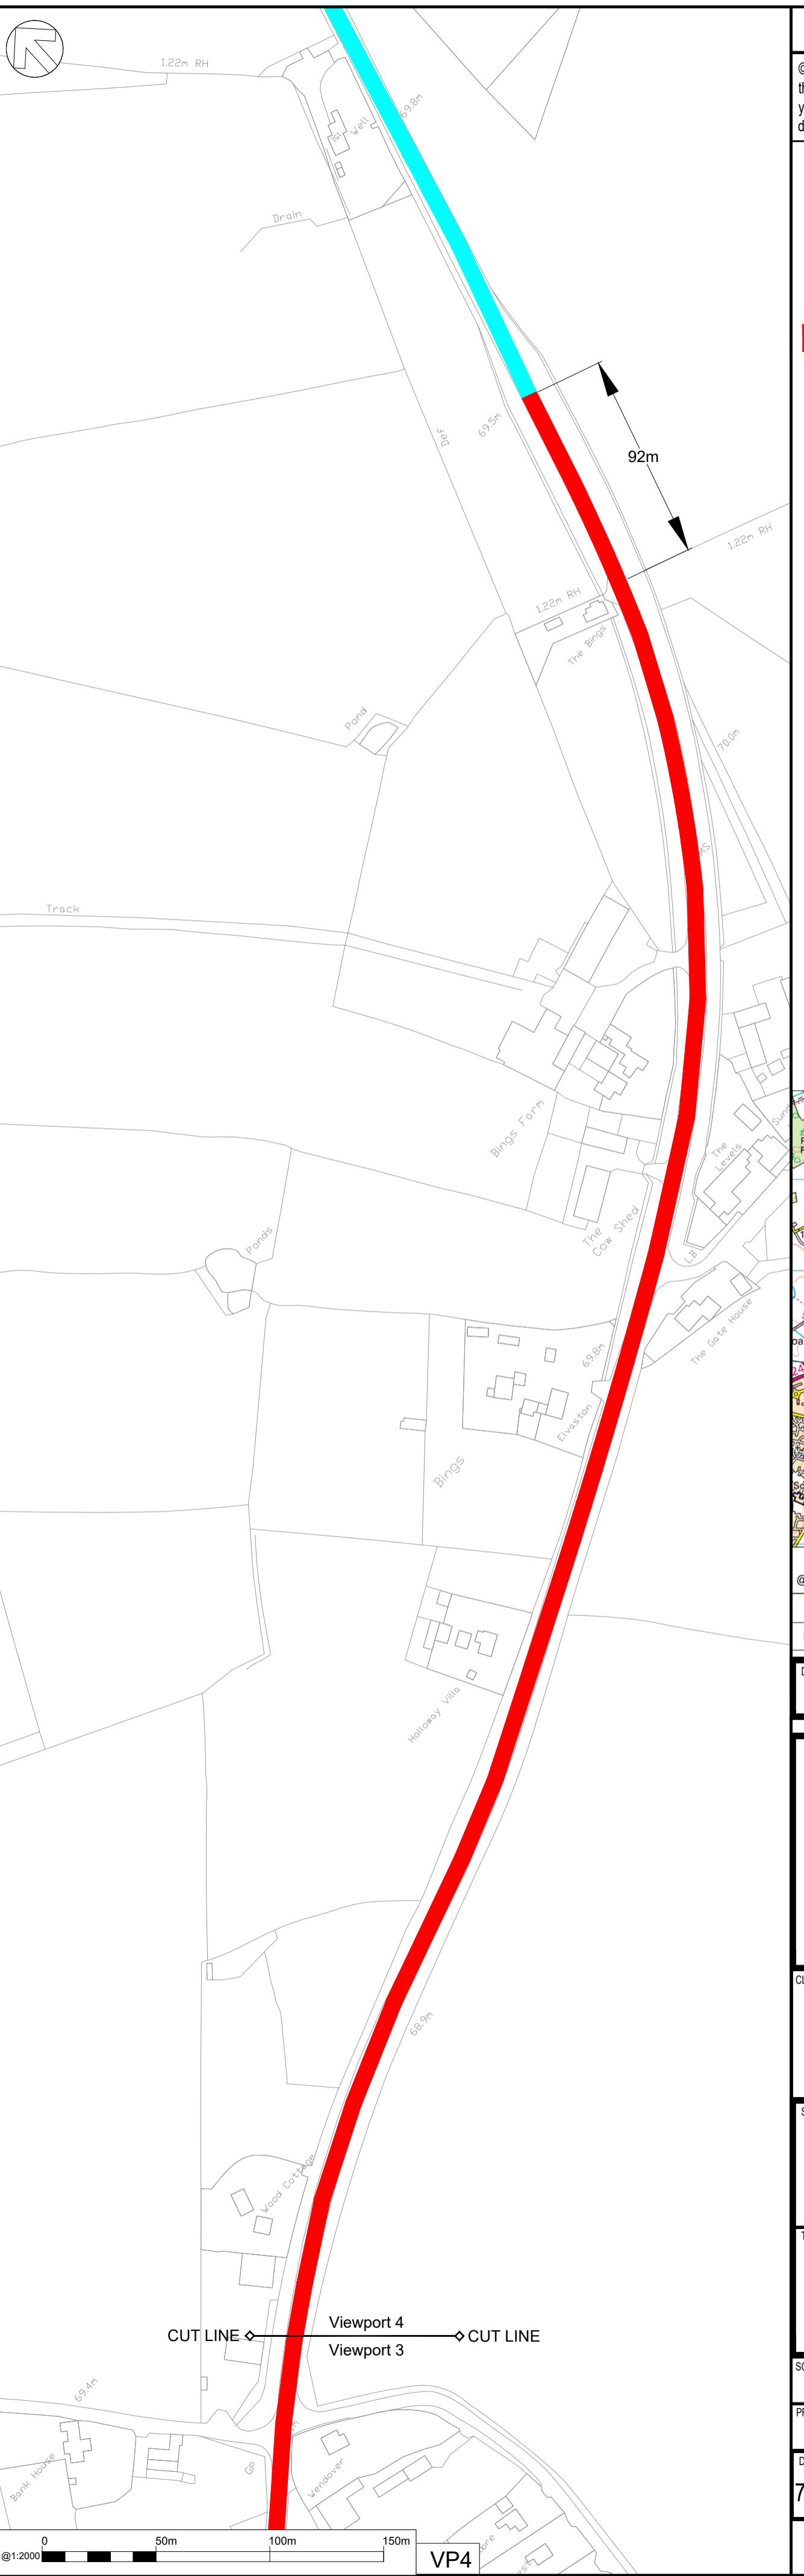 1.22m RH
69.8m
Well
Drain
Def
69.5m
92m
1.22m RH
1.22m RH
The Bings
Pond
70.0m
MS
Track
Bings Farm
The
Levels
The
Cow Shed
LB
Ponds
69.8m
The Gate House
Elvaston
Bings
Holloway Villa
68.9m
Wood Cottage
CUT LINE
Viewport 4
Viewport 3
CUT LINE
69.4m
Bank House
GP
Wendover
@1:2000
0
50m
100m
150m
VP4